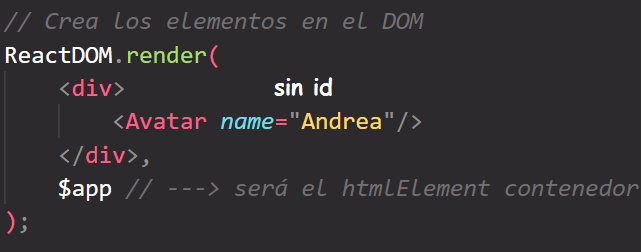 // Crea los elementos en el DOM
ReactDOM.render(
<div> sin id
<Avatar name="Andrea"/>
</div>,
$app // ---> será el htmlElement contenedor
);